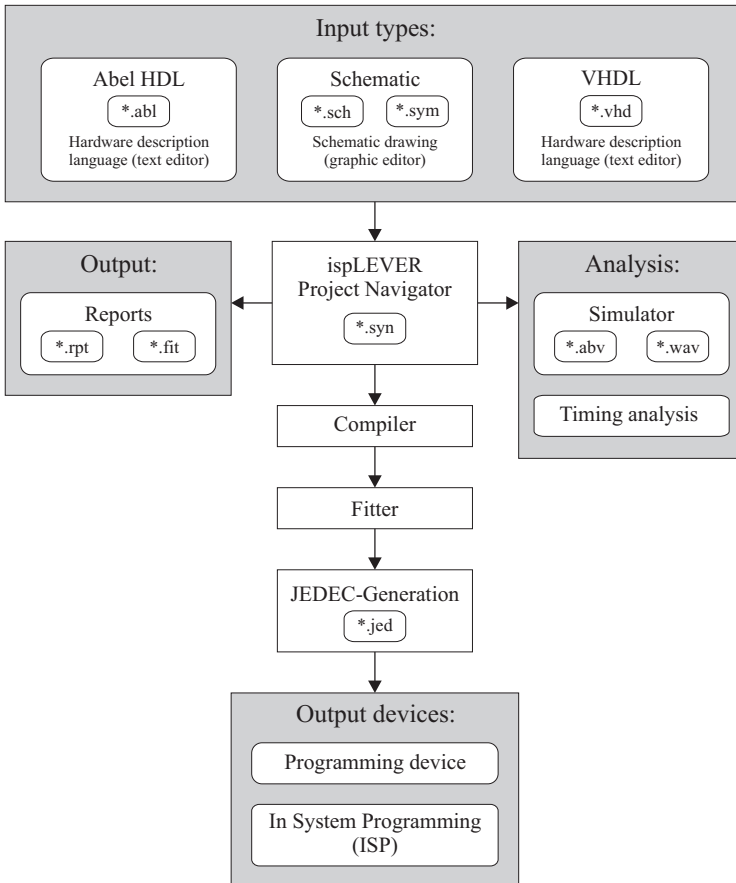 Input types:
Abel HDL
*.abl
Hardware description
language (text editor)
Schematic
*.sch
*.sym
Schematic drawing
(graphic editor)
VHDL
*.vhd
Hardware description
language (text editor)
Output:
Reports
*.rpt
*.fit
ispLEVER
Project Navigator
*.syn
Analysis:
Simulator
*.abv
*.wav
Timing analysis
Compiler
Fitter
JEDEC-Generation
*.jed
Output devices:
Programming device
In System Programming
(ISP)